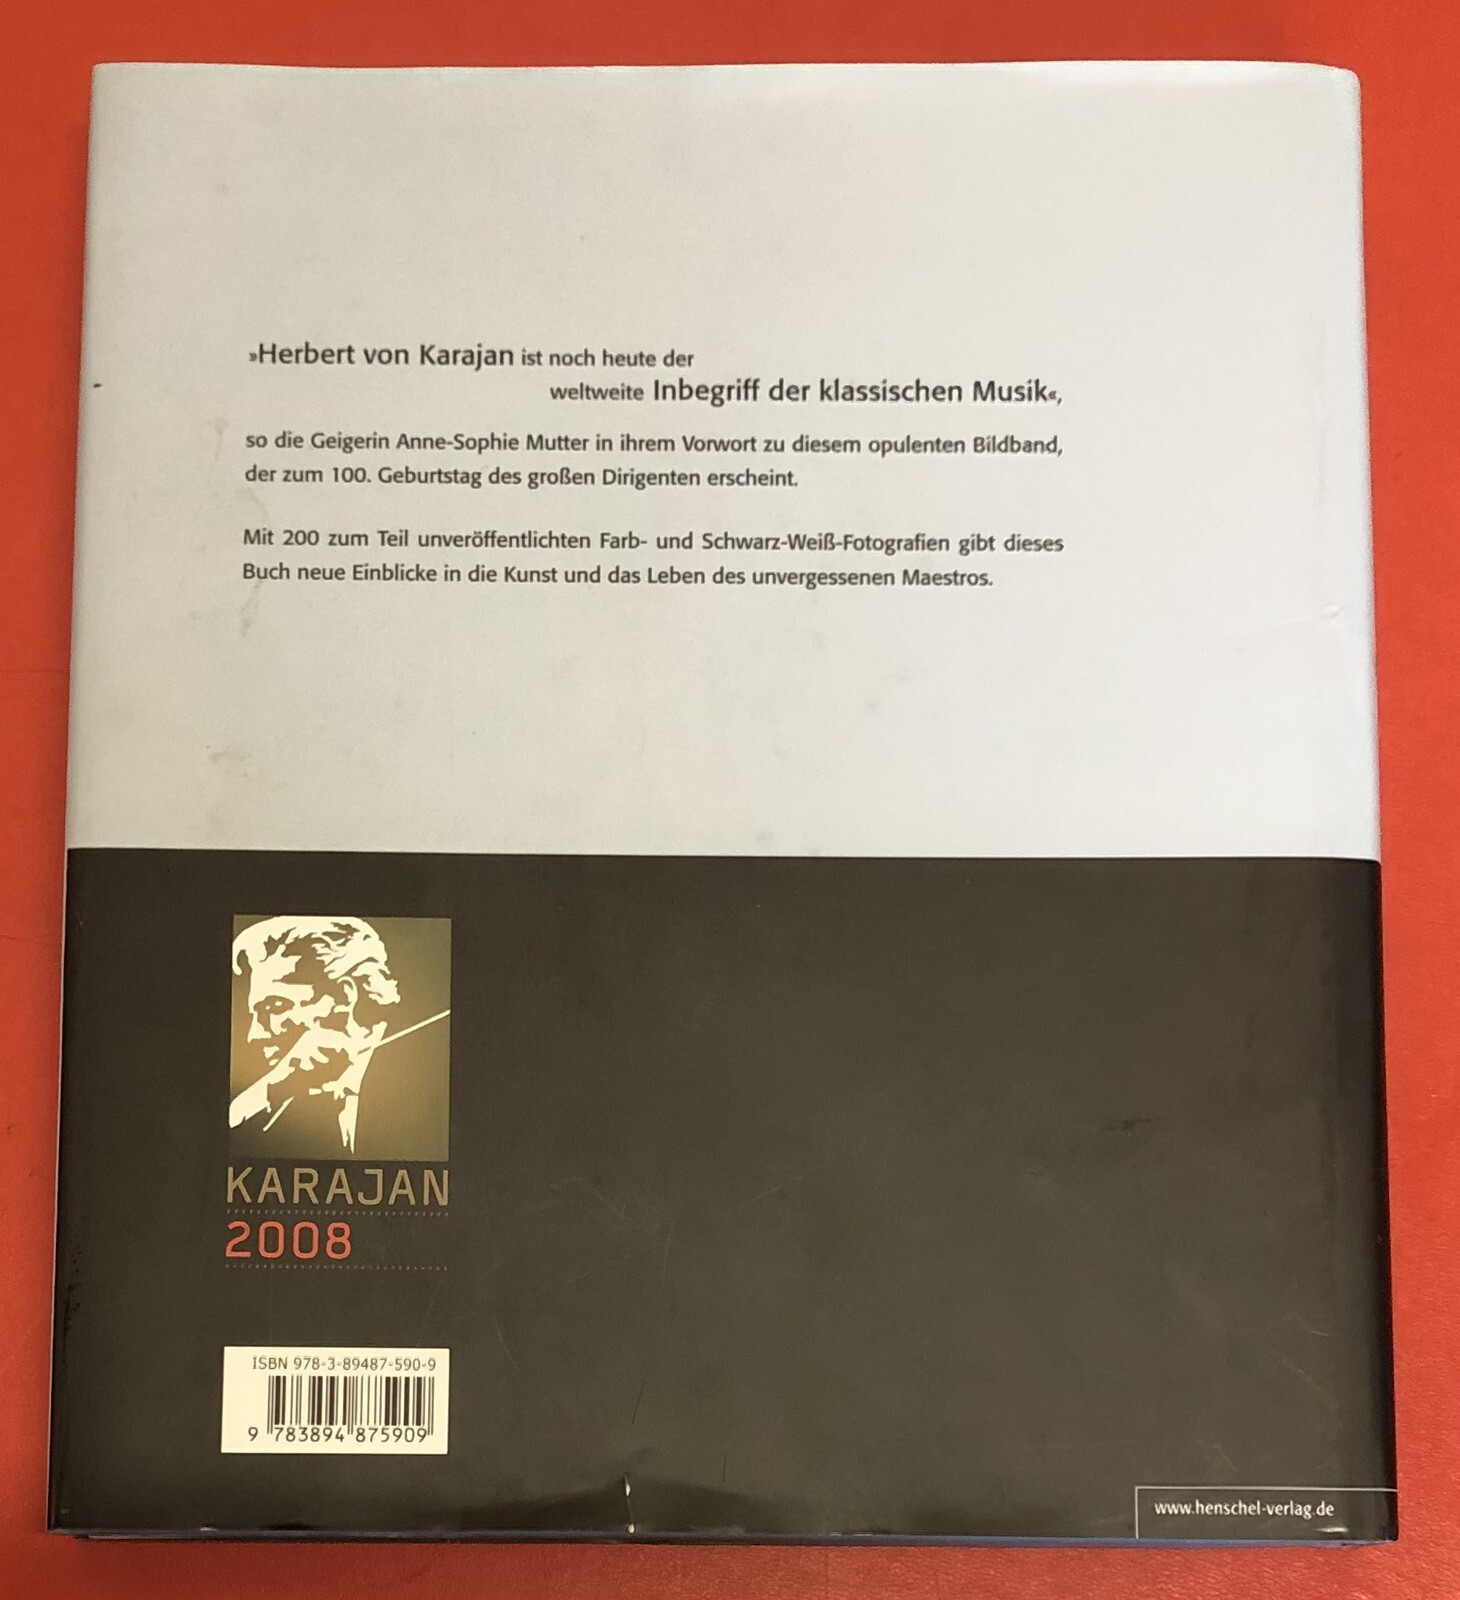 »Herbert von Karajan ist noch heute der
weltweite Inbegriff der klassischen Musik«,
so die Geigerin Anne-Sophie Mutter in ihrem Vorwort zu diesem opulenten Bildband,
der zum 100. Geburtstag des großen Dirigenten erscheint.
Mit 200 zum Teil unveröffentlichten Farb- und Schwarz-Weiß-Fotografien gibt dieses
Buch neue Einblicke in die Kunst und das Leben des unvergessenen Maestros.
KARAJAN
2008
ISBN 978-3-89487-590-9
9 783894 875909
www.henschel-verlag.de